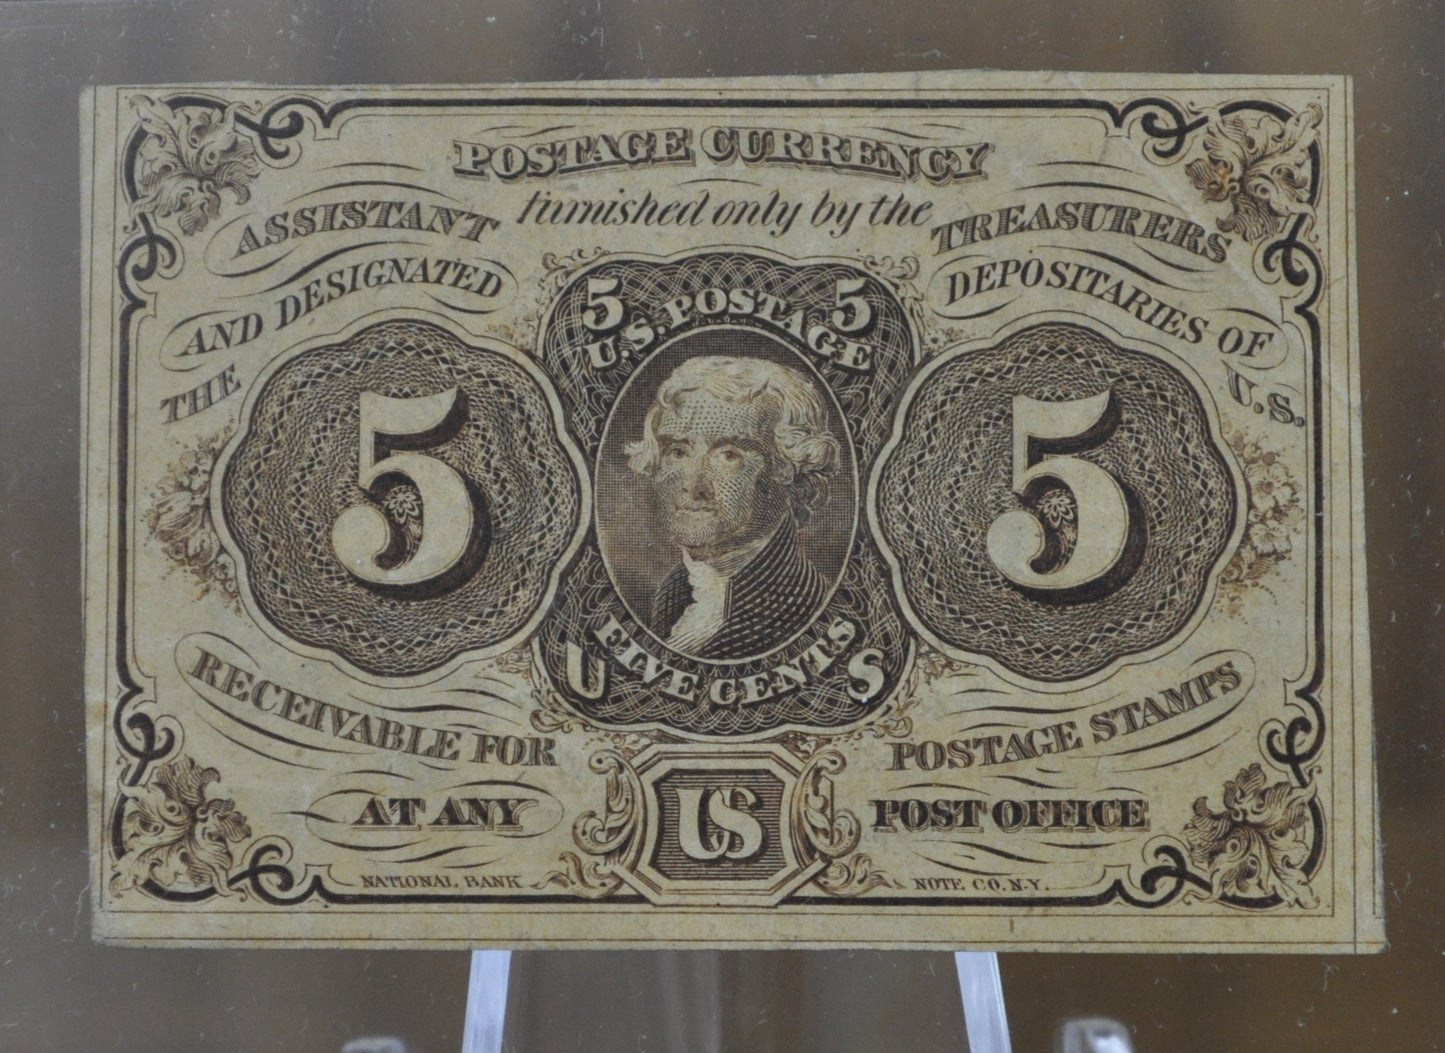 POSTAGE CURRENCY
furnished only by the
ASSISTANT TREASURERS
AND DESIGNATED DEPOSITARIES OF
THE U.S.
5 5
U.S. POSTAGE
5 5
FIVE CENTS
U S
RECEIVABLE FOR POSTAGE STAMPS
AT ANY US POST OFFICE
NATIONAL BANK NOTE CO. N.Y.